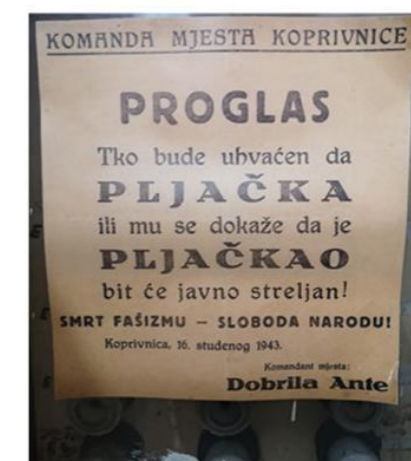 KOMANDA MJESTA KOPRIVNICE
PROGLAS
Tko bude uhvaćen da
PLJAČKA
ili mu se dokaže da je
PLJAČKAO
bit će javno streljan!
SMRT FAŠIZMU – SLOBODA NARODU!
Koprivnica, 16. studenog 1943.
Komandant mjesta:
Dobrila Ante